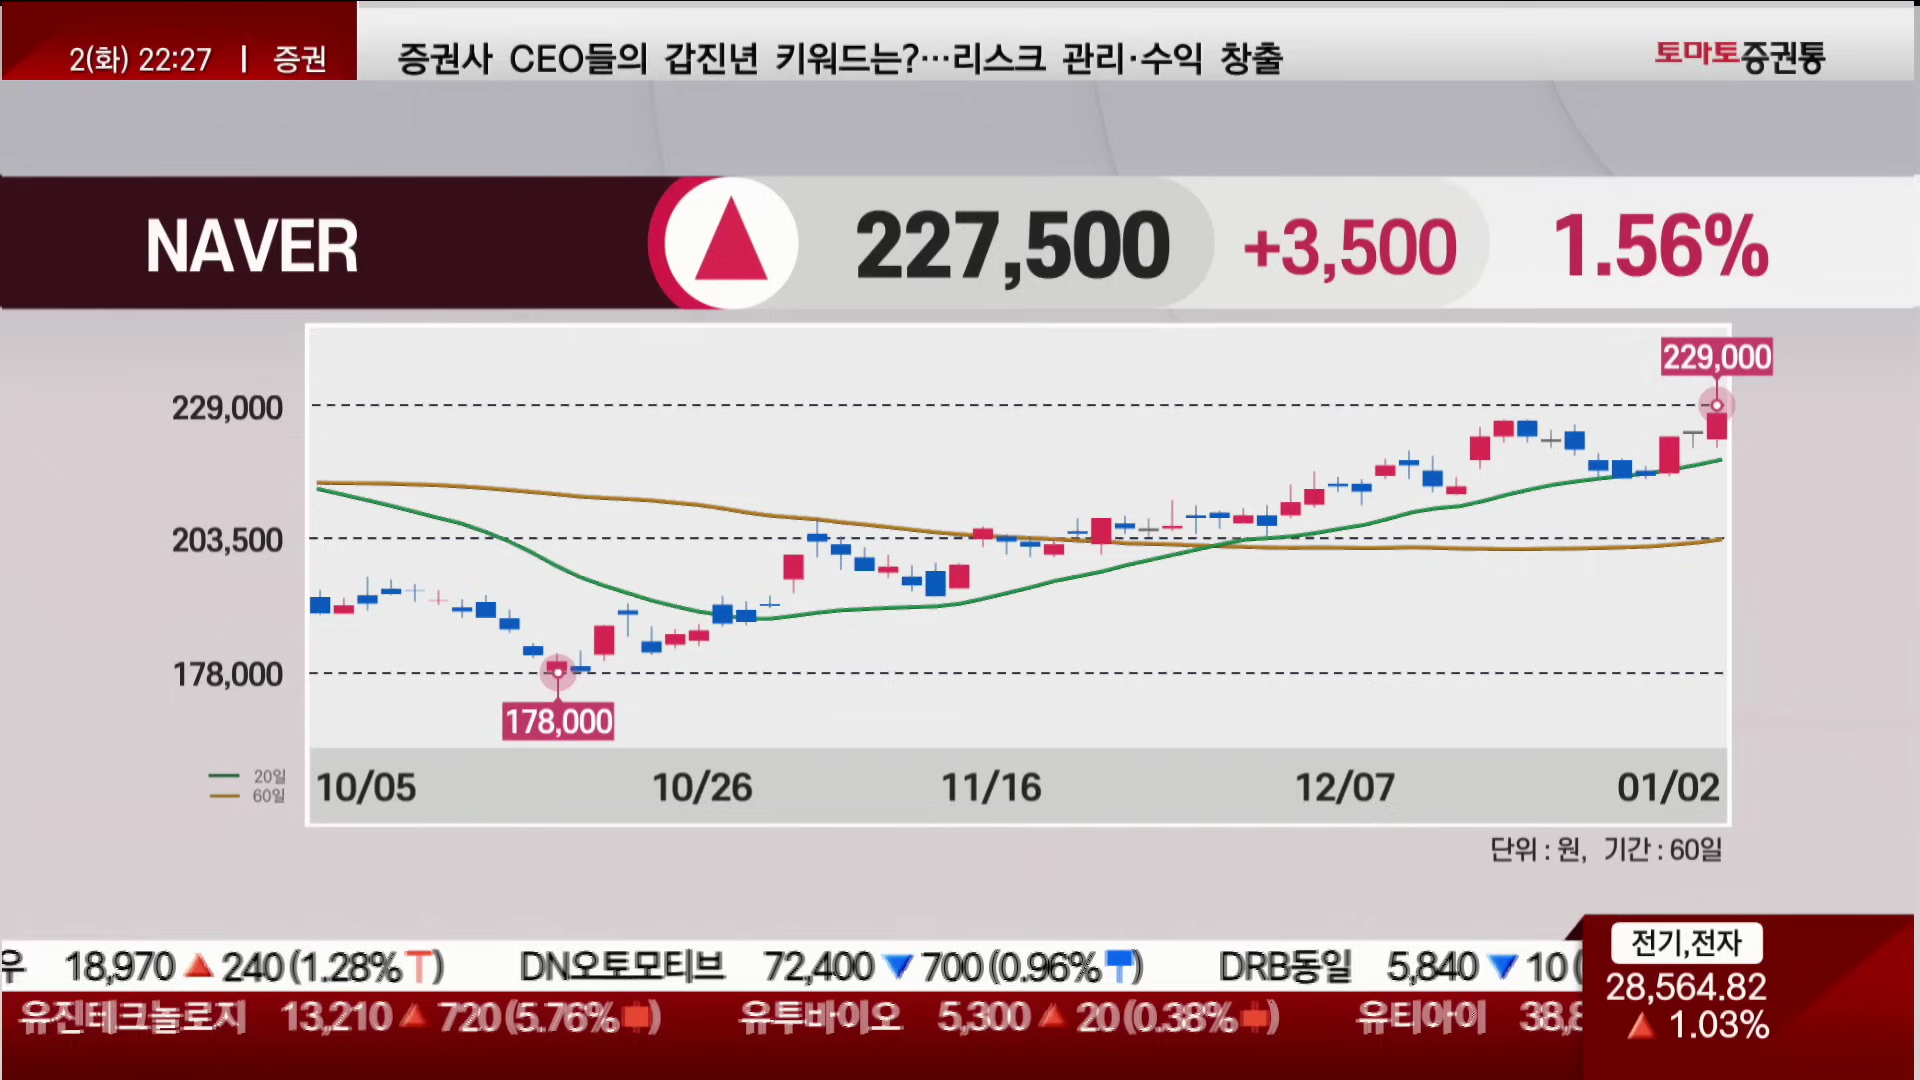 2(화) 22:27 | 증권
증권사 CEO들의 갑진년 키워드는?…리스크 관리·수익 창출
토마토증권통
NAVER ▲ 227,500 +3,500 1.56%
229,000
229,000
203,500
178,000
178,000
20일
60일
10/05 10/26 11/16 12/07 01/02
단위 : 원, 기간 : 60일
우 18,970 ▲ 240 (1.28% ) DN오토모티브 72,400 ▼ 700 (0.96% ) DRB동일 5,840 ▼ 10 (
유진테크놀로지 13,210 ▲ 720 (5.76% ) 유투바이오 5,300 ▲ 20 (0.38% ) 유티아이 38,8
전기,전자
28,564.82
▲ 1.03%